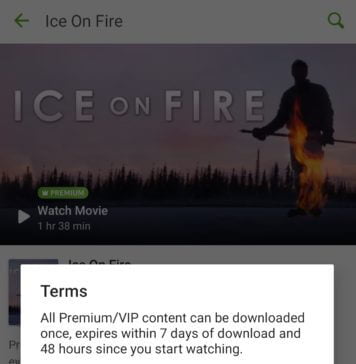 Ice On Fire
ICE ON FIRE
PREMIUM
Watch Movie
1 hr 38 min
Ice On Fire
Terms
All Premium/VIP content can be downloaded
once, expires within 7 days of download and
48 hours since you start watching.